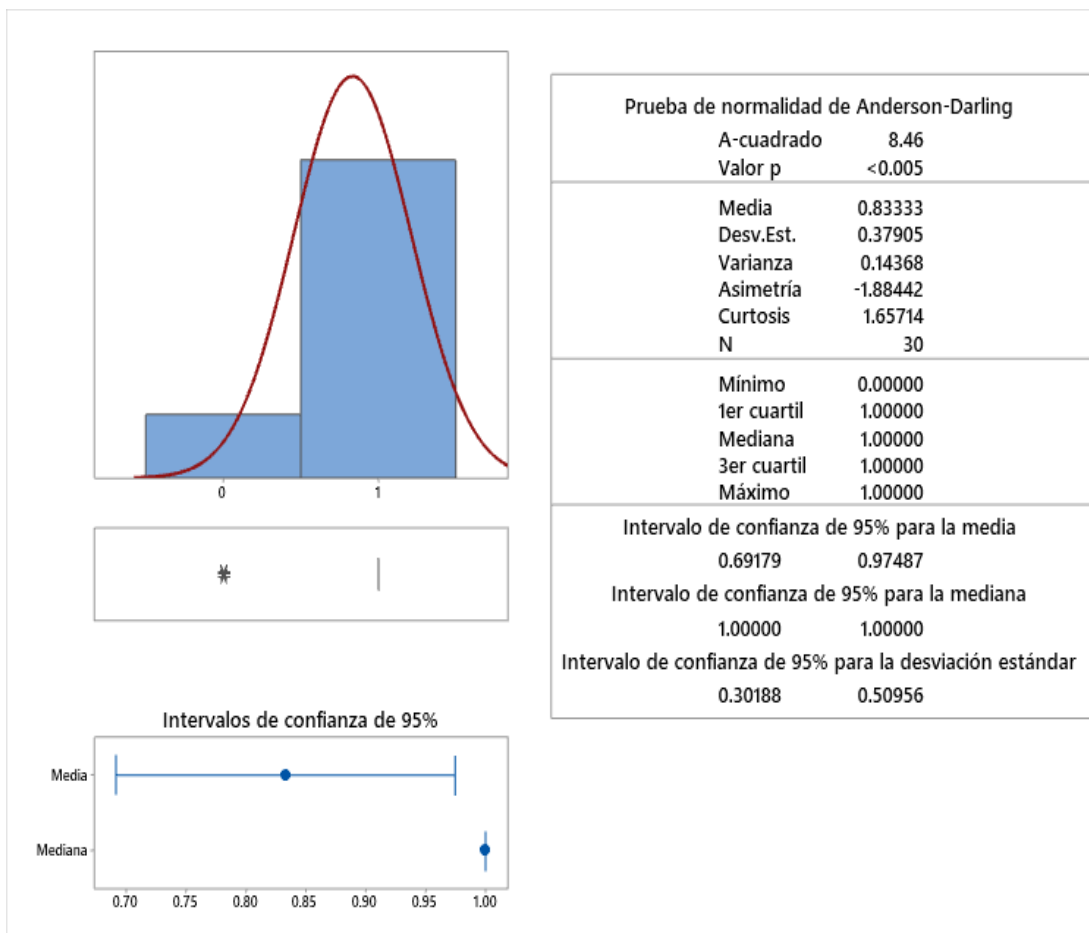 0 1
Intervalos de confianza de 95%
Media
Mediana
0.70 0.75 0.80 0.85 0.90 0.95 1.00
Prueba de normalidad de Anderson-Darling
A-cuadrado 8.46
Valor p <0.005
Media 0.83333
Desv.Est. 0.37905
Varianza 0.14368
Asimetría -1.88442
Curtosis 1.65714
N 30
Mínimo 0.00000
1er cuartil 1.00000
Mediana 1.00000
3er cuartil 1.00000
Máximo 1.00000
Intervalo de confianza de 95% para la media
0.69179 0.97487
Intervalo de confianza de 95% para la mediana
1.00000 1.00000
Intervalo de confianza de 95% para la desviación estándar
0.30188 0.50956